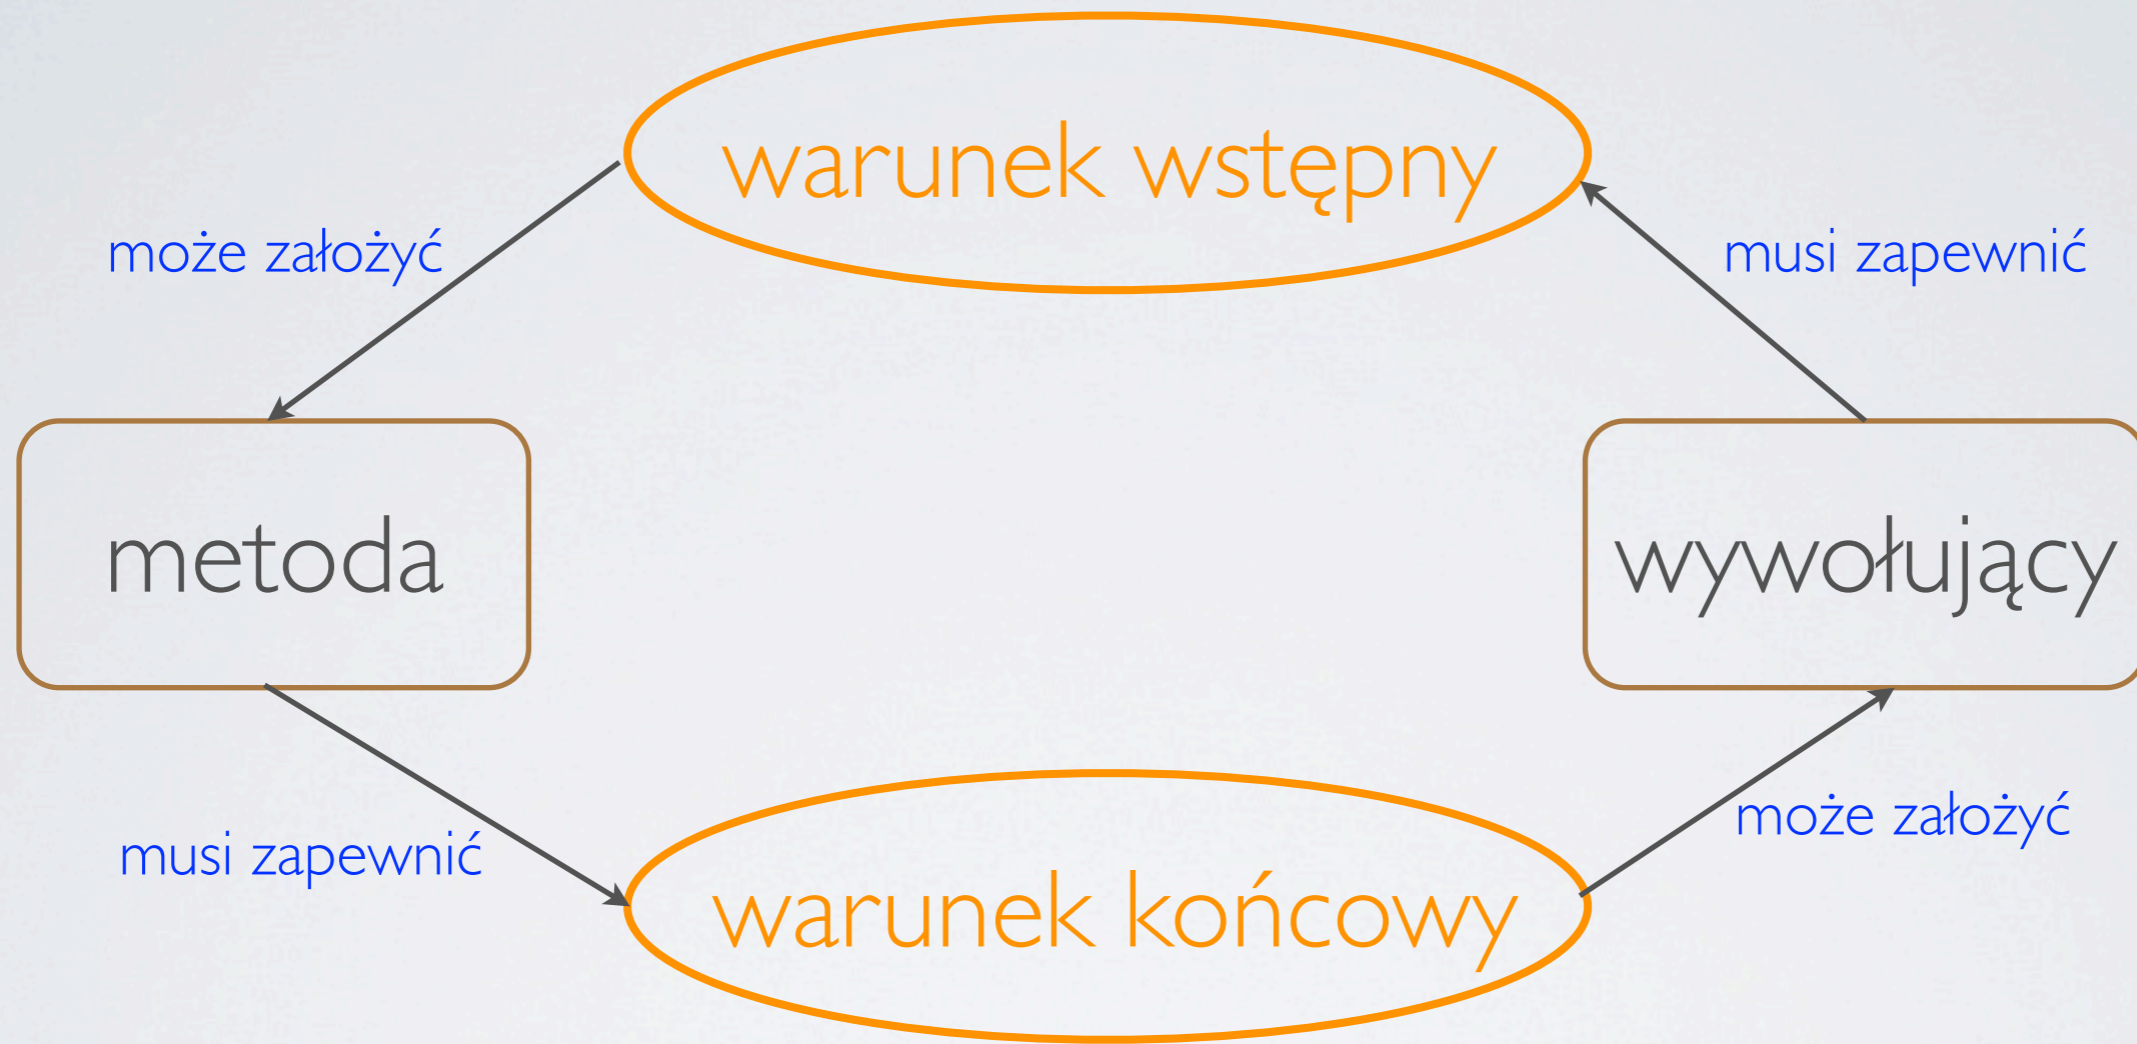 warunek wstępny
może założyć
musi zapewnić
metoda
wywołujący
musi zapewnić
może założyć
warunek końcowy